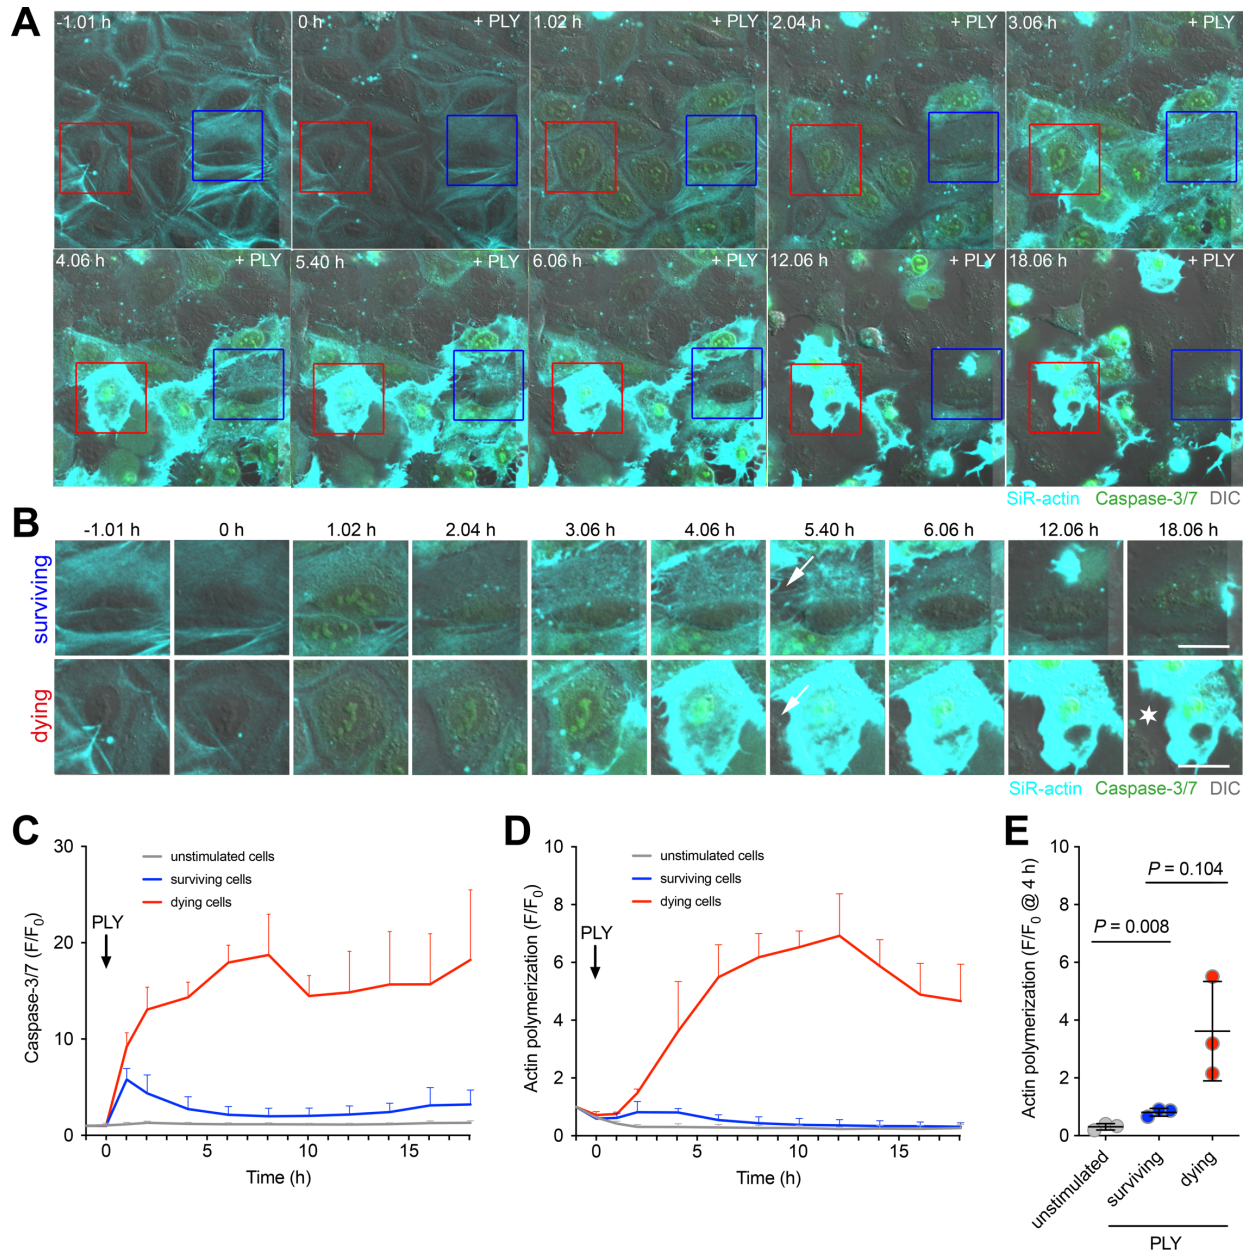 A
-1.01 h
0 h + PLY
1.02 h + PLY
2.04 h + PLY
3.06 h + PLY
4.06 h + PLY
5.40 h + PLY
6.06 h + PLY
12.06 h + PLY
18.06 h + PLY
SiR-actin Caspase-3/7 DIC
B
-1.01 h 0 h 1.02 h 2.04 h 3.06 h 4.06 h 5.40 h 6.06 h 12.06 h 18.06 h
surviving
dying
SiR-actin Caspase-3/7 DIC
C
Caspase-3/7 (F/F0)
30
20
10
0
PLY
unstimulated cells
surviving cells
dying cells
0 5 10 15
Time (h)
D
Actin polymerization (F/F0)
10
8
6
4
2
0
PLY
unstimulated cells
surviving cells
dying cells
0 5 10 15
Time (h)
E
Actin polymerization (F/F0 @ 4 h)
10
8
6
4
2
0
P = 0.104
P = 0.008
unstimulated
surviving
dying
PLY